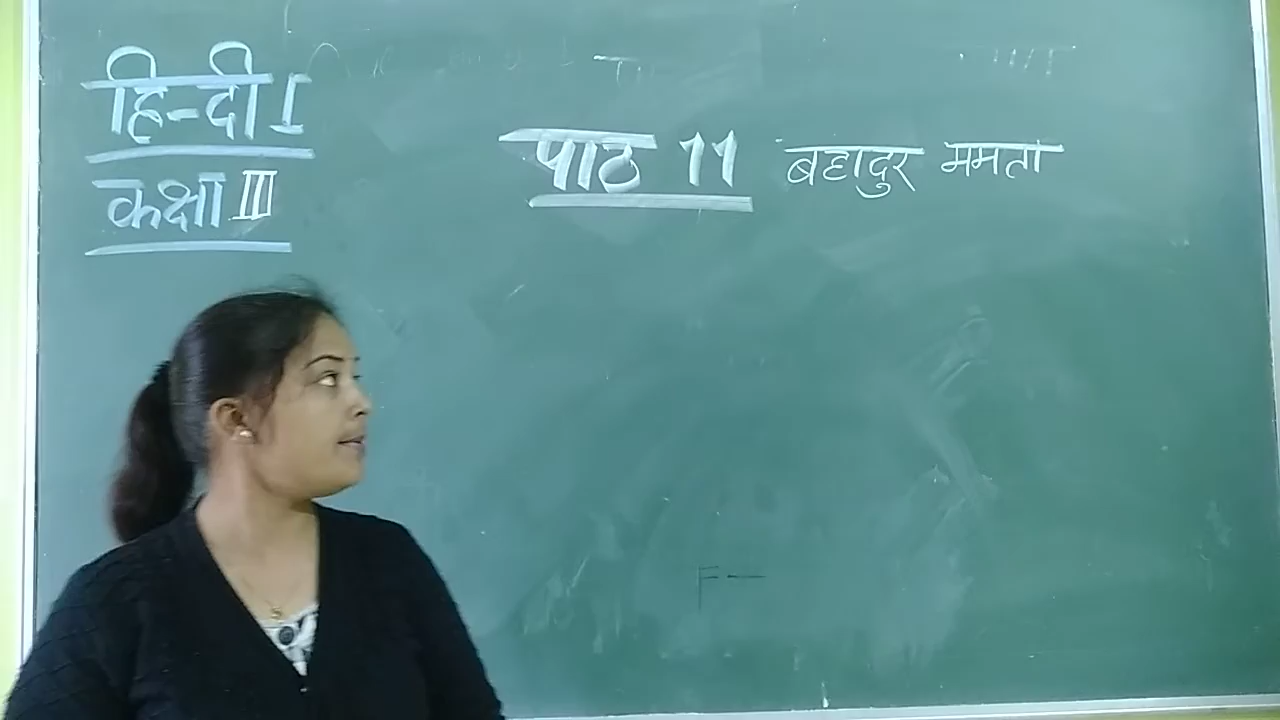 हिन्दी I
कक्षा III
पाठ 11 बहादुर ममता
F-